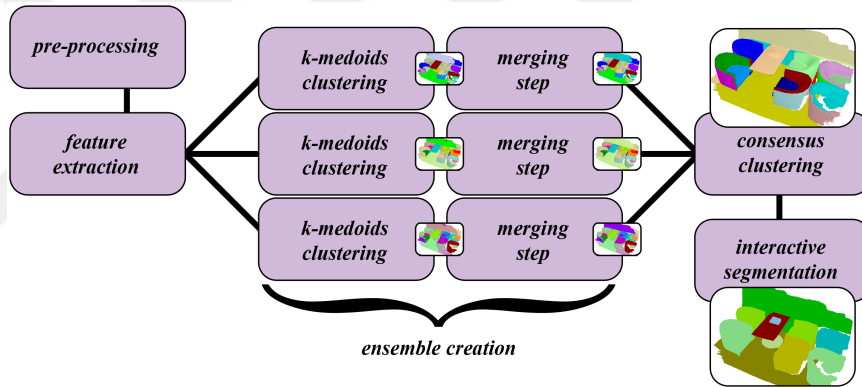 pre-processing
feature
extraction
k-medoids
clustering
merging
step
k-medoids
clustering
merging
step
k-medoids
clustering
merging
step
ensemble creation
consensus
clustering
interactive
segmentation